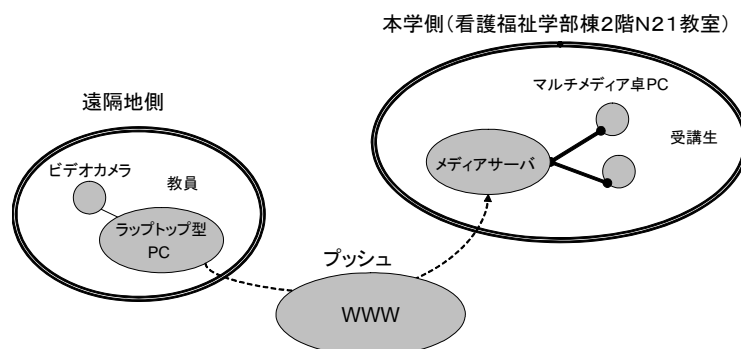 本学側(看護福祉学部棟2階N21教室)
遠隔地側
マルチメディア卓PC
受講生
メディアサーバ
ビデオカメラ
教員
ラップトップ型
PC
プッシュ
WWW